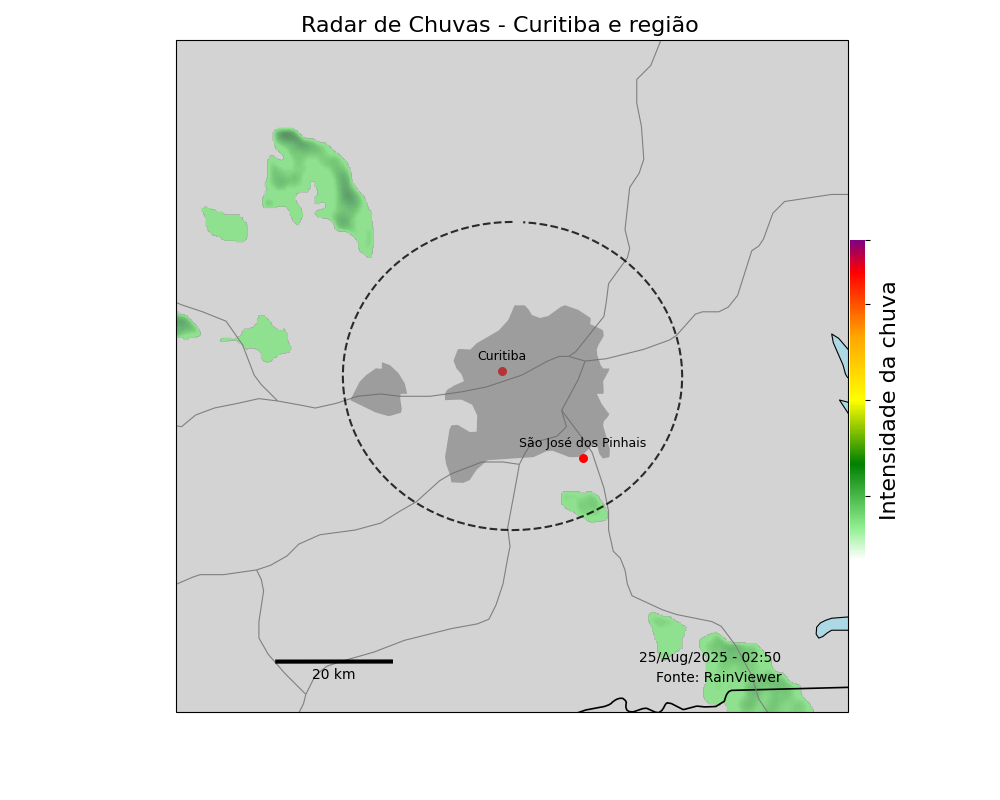 Radar de Chuvas - Curitiba e região
Curitiba
São José dos Pinhais
Intensidade da chuva
25/Aug/2025 - 02:50
Fonte: RainViewer
20 km